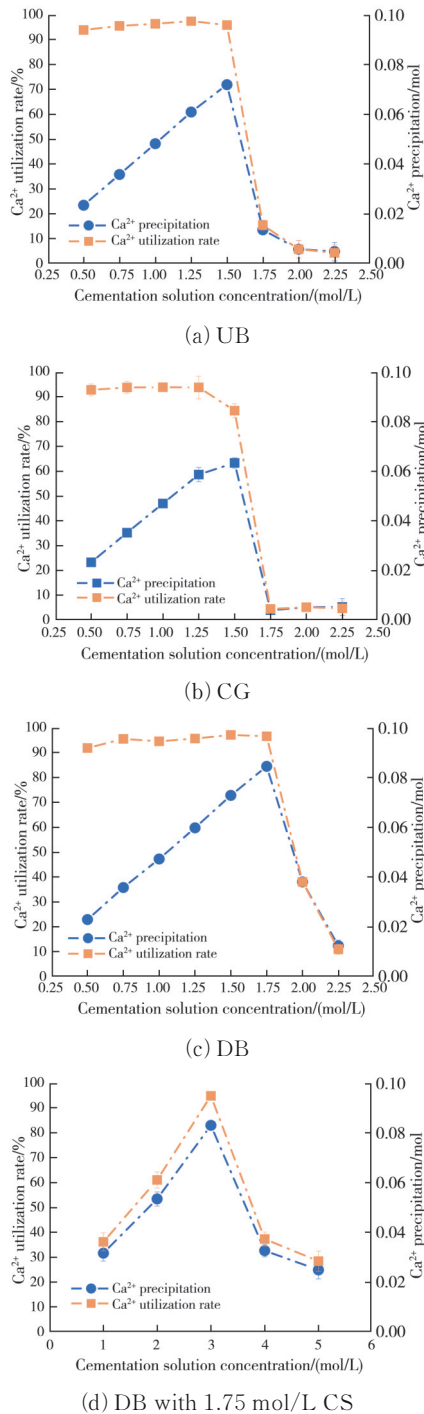 100
90
80
70
60
50
40
30
20
10
0
Ca²⁺ utilization rate/%
0.10
0.08
0.06
0.04
0.02
0.00
Ca²⁺ precipitation/mol
Ca²⁺ precipitation
Ca²⁺ utilization rate
0.25 0.50 0.75 1.00 1.25 1.50 1.75 2.00 2.25 2.50
Cementation solution concentration/(mol/L)
(a) UB
100
90
80
70
60
50
40
30
20
10
0
Ca²⁺ utilization rate/%
0.10
0.08
0.06
0.04
0.02
0.00
Ca²⁺ precipitation/mol
Ca²⁺ precipitation
Ca²⁺ utilization rate
0.25 0.50 0.75 1.00 1.25 1.50 1.75 2.00 2.25 2.50
Cementation solution concentration/(mol/L)
(b) CG
100
90
80
70
60
50
40
30
20
10
0
Ca²⁺ utilization rate/%
0.10
0.08
0.06
0.04
0.02
0.00
Ca²⁺ precipitation/mol
Ca²⁺ precipitation
Ca²⁺ utilization rate
0.25 0.50 0.75 1.00 1.25 1.50 1.75 2.00 2.25 2.50
Cementation solution concentration/(mol/L)
(c) DB
100
90
80
70
60
50
40
30
20
10
0
Ca²⁺ utilization rate/%
0.10
0.08
0.06
0.04
0.02
0.00
Ca²⁺ precipitation/mol
Ca²⁺ precipitation
Ca²⁺ utilization rate
0 1 2 3 4 5 6
Cementation solution concentration/(mol/L)
(d) DB with 1.75 mol/L CS